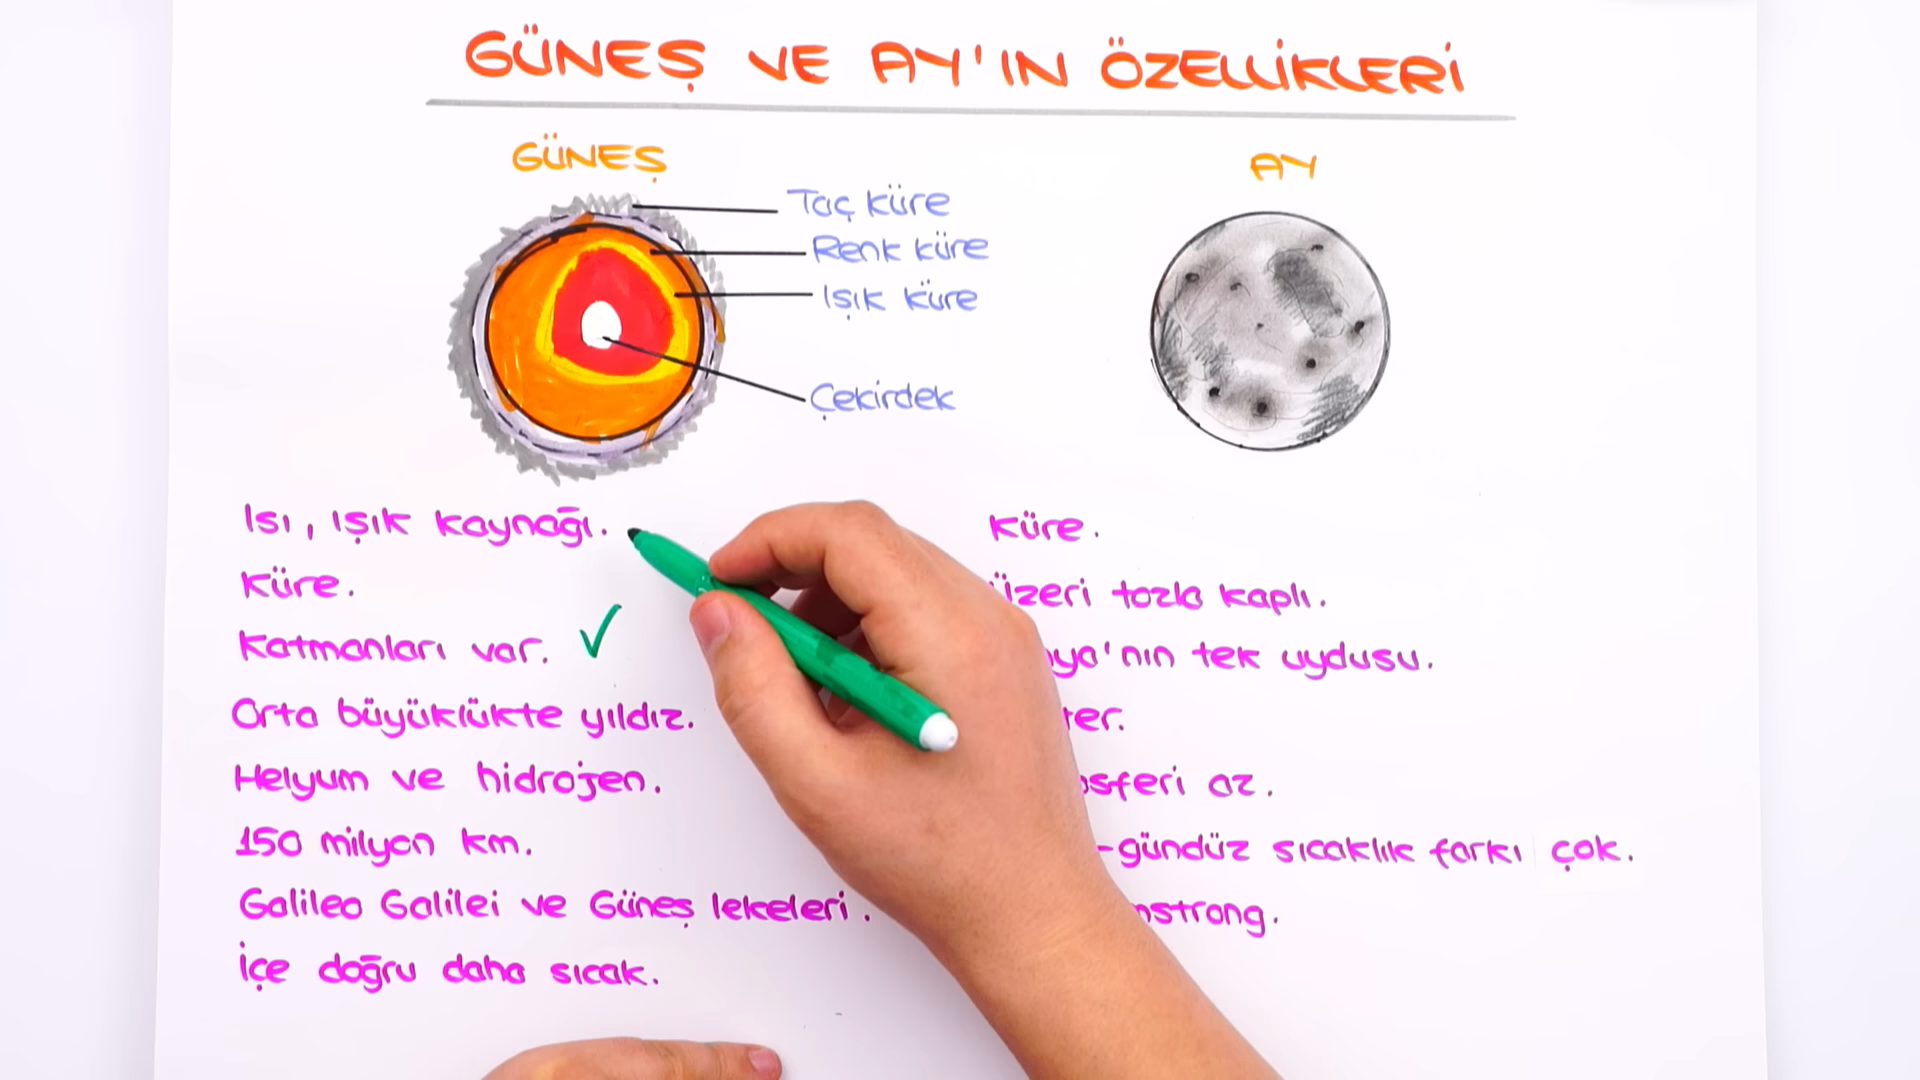 GÜNEŞ VE AY'IN ÖZELLİKLERİ
GÜNEŞ
Taç küre
Renk küre
Işık küre
Çekirdek
Isı, ışık kaynağı.
Küre.
Katmanları var.
Orta büyüklükte yıldız.
Helyum ve hidrojen.
150 milyon km.
Galileo Galilei ve Güneş lekeleri.
İçe doğru daha sıcak.
AY
Küre.
Üzeri tozla kaplı.
tek uydusu.
az.
-gündüz sıcaklık farkı çok.